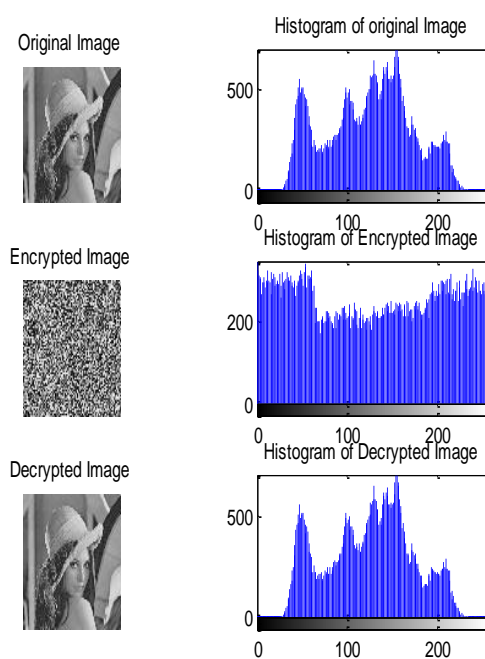 Original Image
Histogram of original Image
500
0
0 100 200
Encrypted Image
Histogram of Encrypted Image
200
0
0 100 200
Decrypted Image
Histogram of Decrypted Image
500
0
0 100 200